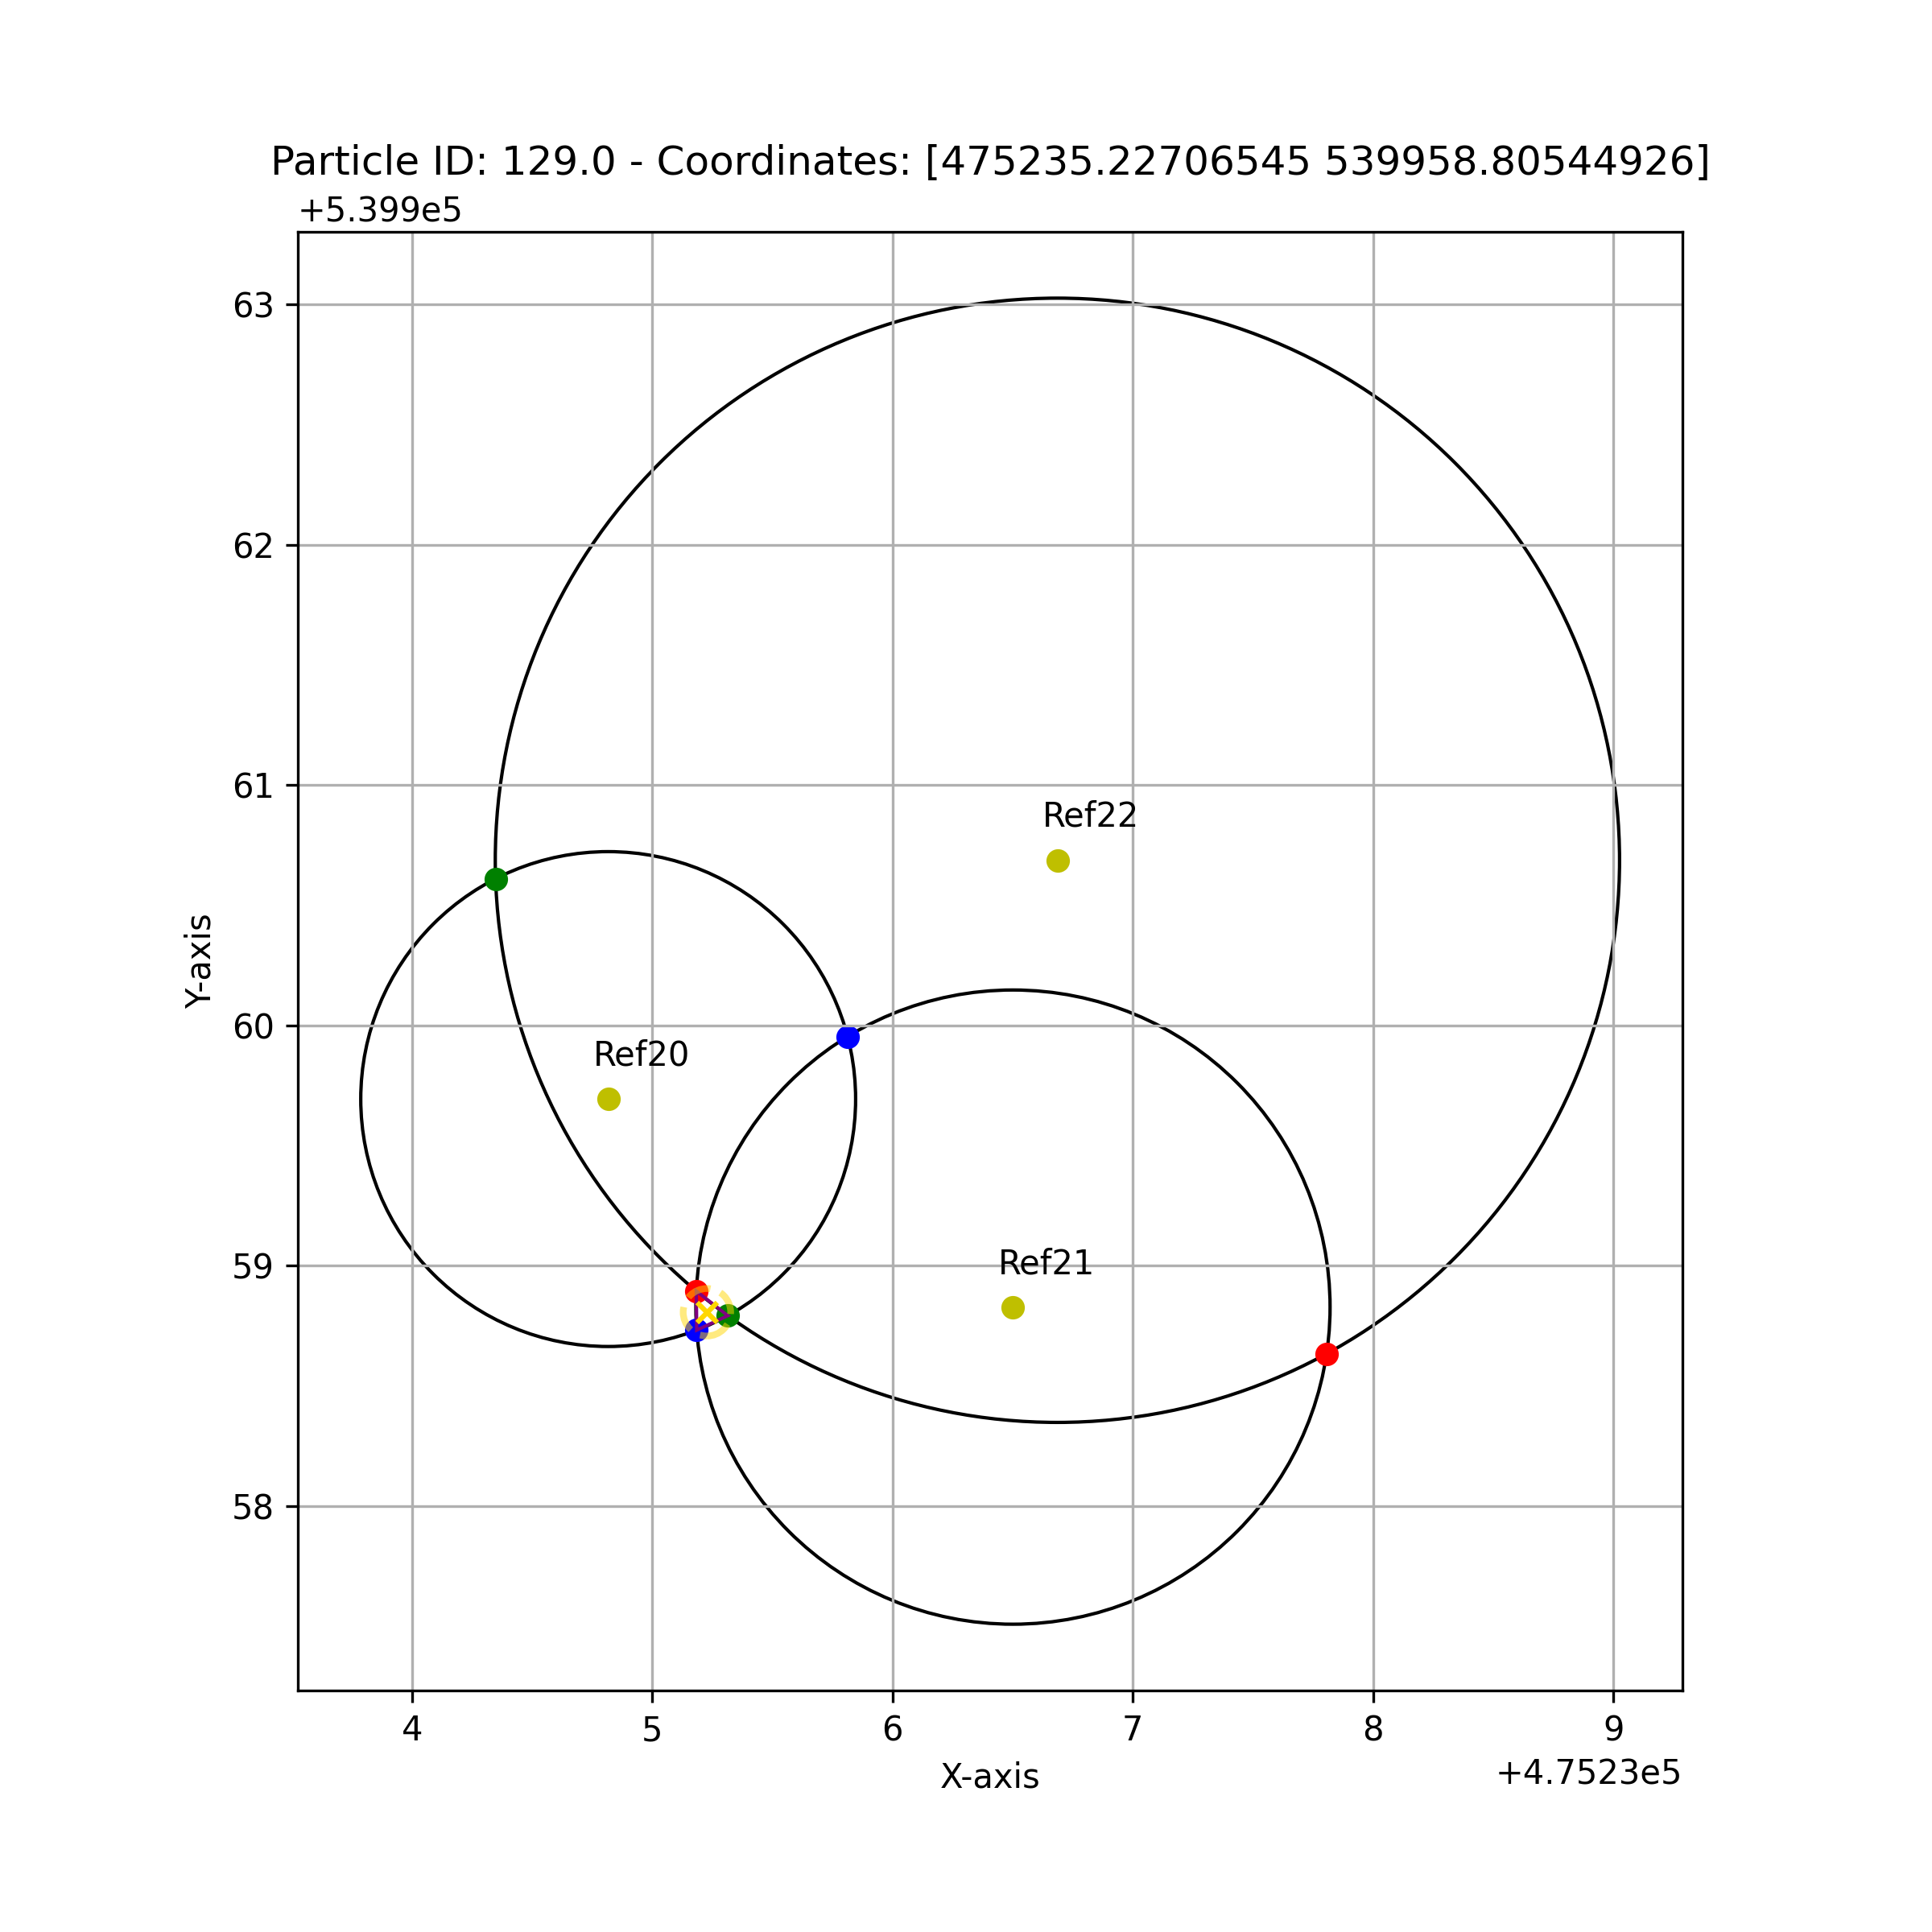 Particle ID: 129.0 - Coordinates: [475235.22706545 539958.80544926]
+5.399e5
63
62
61
60
59
58
Y-axis
Ref22
Ref20
Ref21
4 5 6 7 8 9
X-axis
+4.7523e5